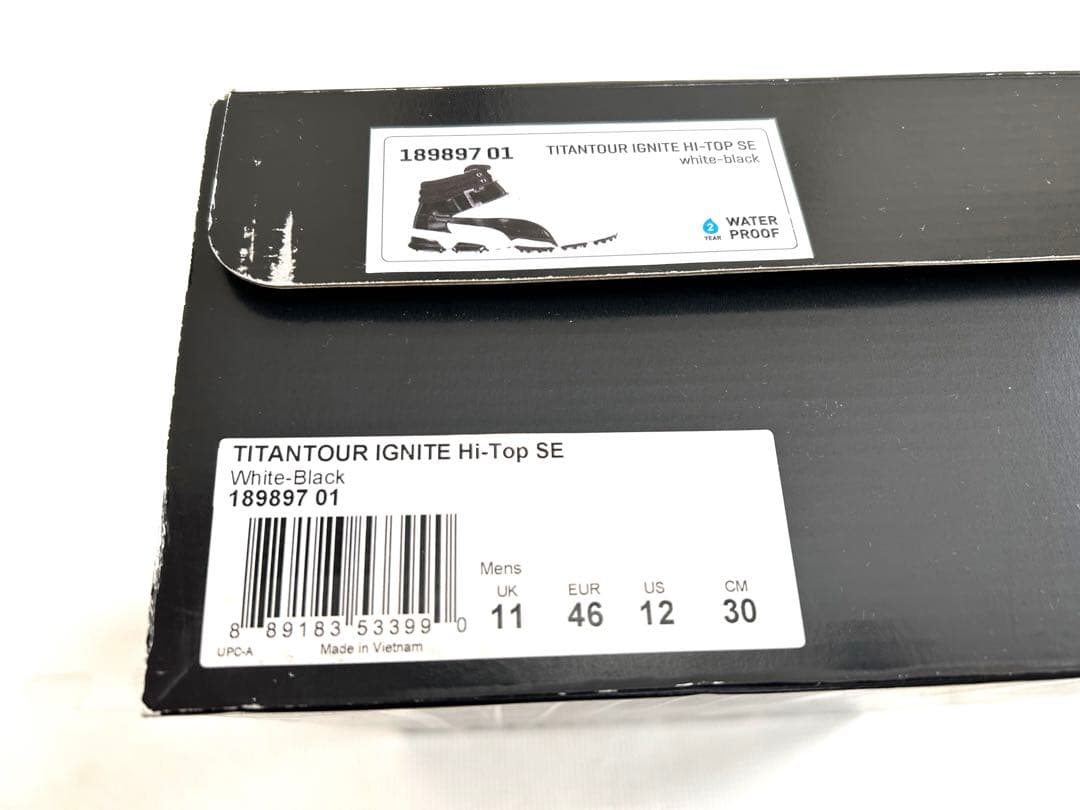 189897 01
TITANTOUR IGNITE HI-TOP SE
white-black
2
YEAR
WATER
PROOF
TITANTOUR IGNITE Hi-Top SE
White-Black
189897 01
8 89183 53399 0
UPC-A
Made in Vietnam
Mens
UK EUR US CM
11 46 12 30